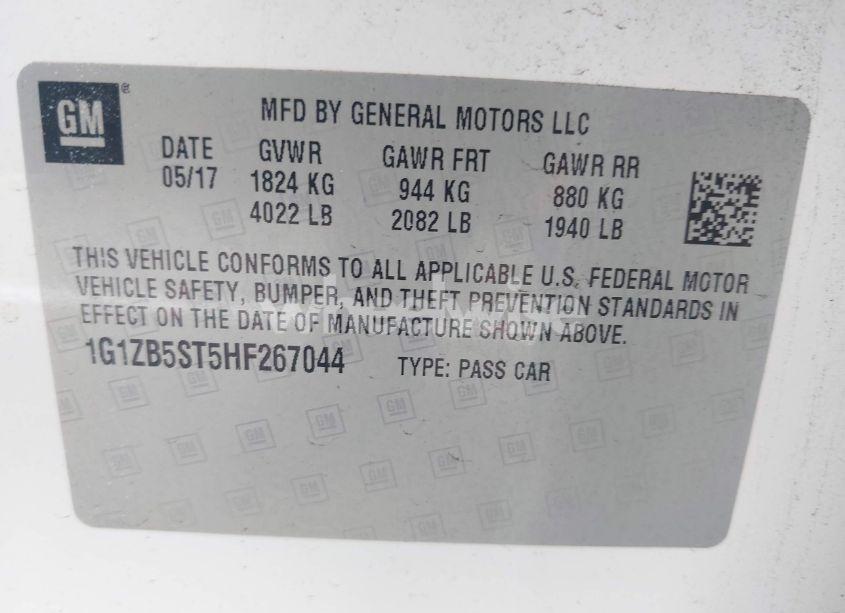 GM®
MFD BY GENERAL MOTORS LLC
DATE GVWR GAWR FRT GAWR RR
05/17 1824 KG 944 KG 880 KG
4022 LB 2082 LB 1940 LB
THIS VEHICLE CONFORMS TO ALL APPLICABLE U.S. FEDERAL MOTOR
VEHICLE SAFETY, BUMPER, AND THEFT PREVENTION STANDARDS IN
EFFECT ON THE DATE OF MANUFACTURE SHOWN ABOVE.
1G1ZB5ST5HF267044 TYPE: PASS CAR